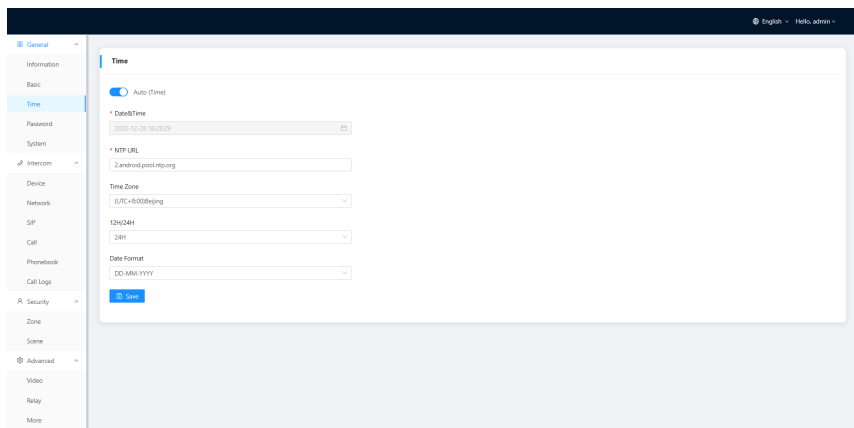 English Hello, admin
General
Information
Basic
Time
Password
System
Intercom
Device
Network
SIP
Call
Phonebook
Call Logs
Security
Zone
Scene
Advanced
Video
Relay
More
Time
Auto (Time)
* Date&Time
2022-12-28 16:29:29
* NTP URL
2.android.pool.ntp.org
Time Zone
(UTC+8:00)Beijing
12H/24H
24H
Date Format
DD-MM-YYYY
Save